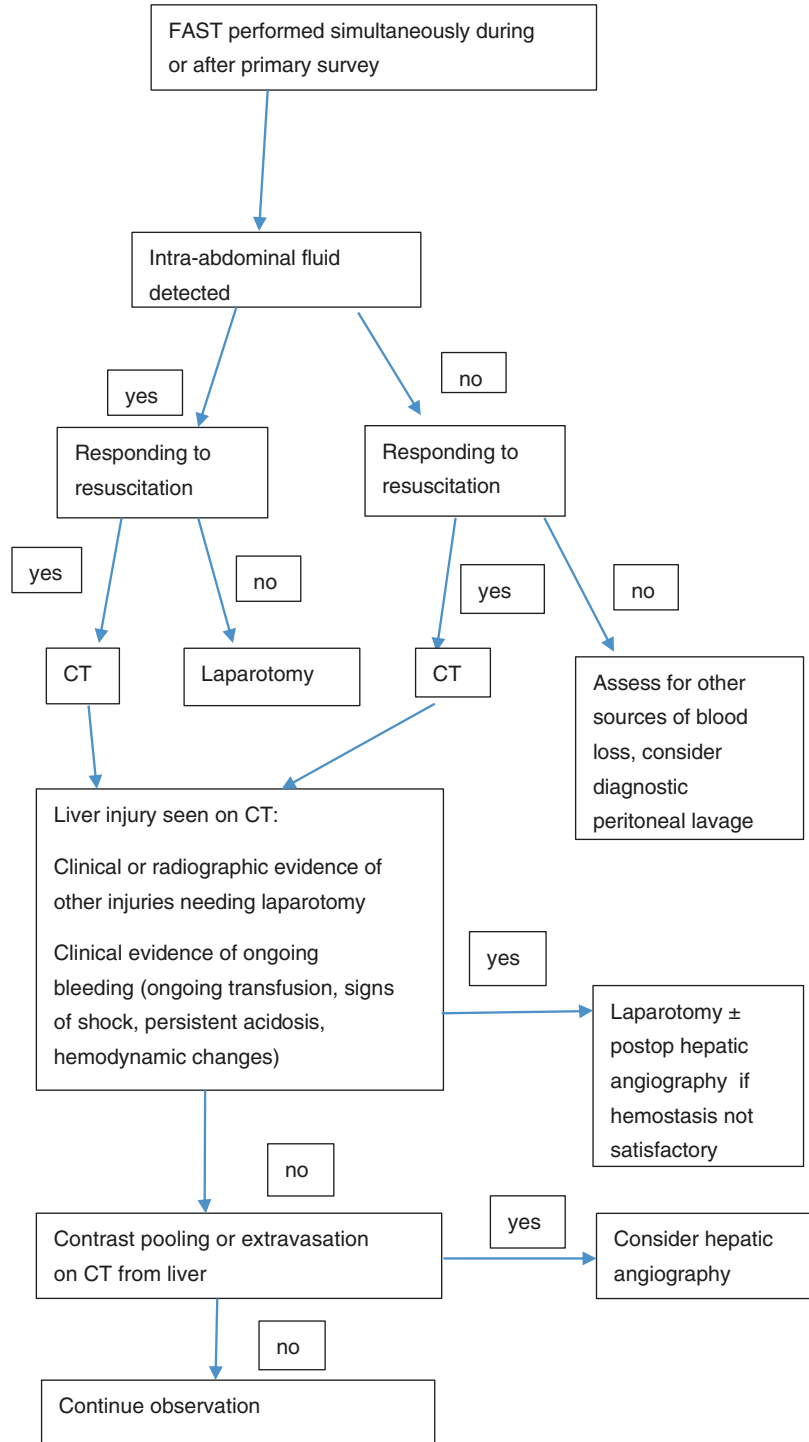 FAST performed simultaneously during
or after primary survey
Intra-abdominal fluid
detected
yes
no
Responding to
resuscitation
Responding to
resuscitation
yes
no
yes
no
CT
Laparotomy
CT
Assess for other
sources of blood
loss, consider
diagnostic
peritoneal lavage
Liver injury seen on CT:
Clinical or radiographic evidence of
other injuries needing laparotomy
Clinical evidence of ongoing
bleeding (ongoing transfusion, signs
of shock, persistent acidosis,
hemodynamic changes)
yes
Laparotomy ±
postop hepatic
angiography if
hemostasis not
satisfactory
no
Contrast pooling or extravasation
on CT from liver
yes
Consider hepatic
angiography
no
Continue observation